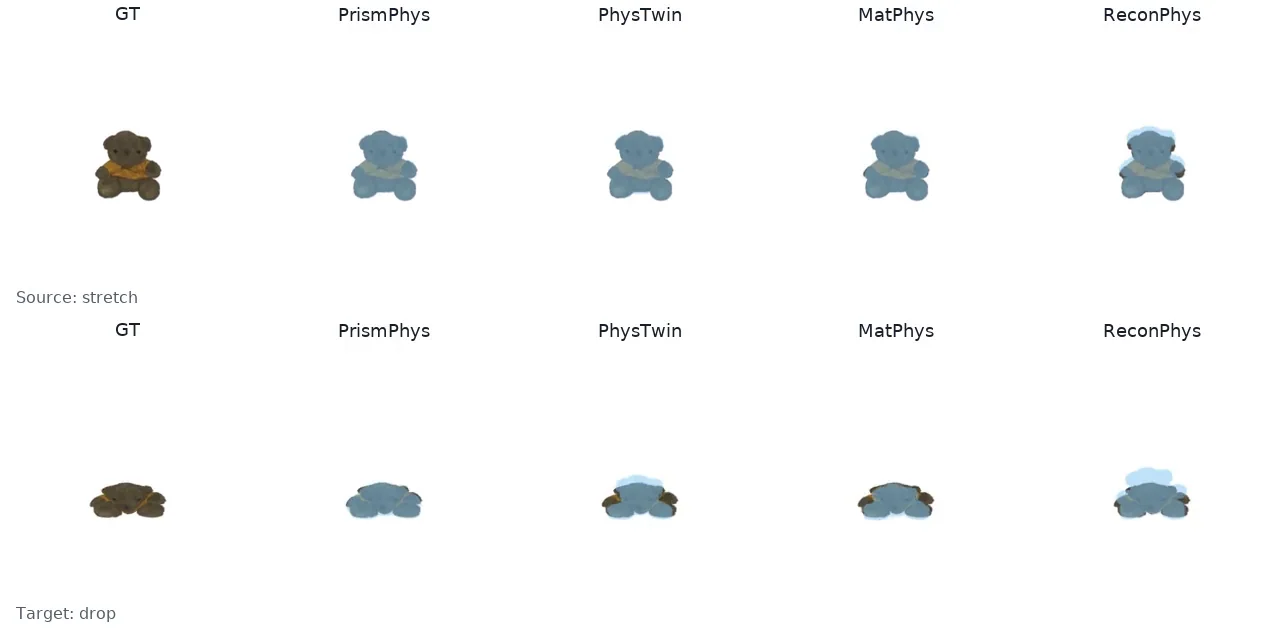 GT PrismPhys PhysTwin MatPhys ReconPhys
Source: stretch
GT PrismPhys PhysTwin MatPhys ReconPhys
Target: drop